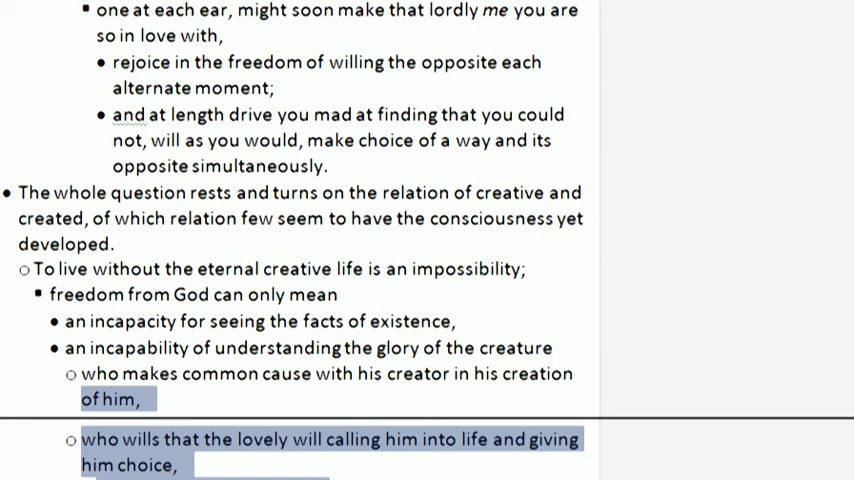 ▪ one at each ear, might soon make that lordly me you are
so in love with,
• rejoice in the freedom of willing the opposite each
alternate moment;
• and at length drive you mad at finding that you could
not, will as you would, make choice of a way and its
opposite simultaneously.
• The whole question rests and turns on the relation of creative and
created, of which relation few seem to have the consciousness yet
developed.
○ To live without the eternal creative life is an impossibility;
▪ freedom from God can only mean
• an incapacity for seeing the facts of existence,
• an incapability of understanding the glory of the creature
○ who makes common cause with his creator in his creation
of him,
○ who wills that the lovely will calling him into life and giving
him choice,